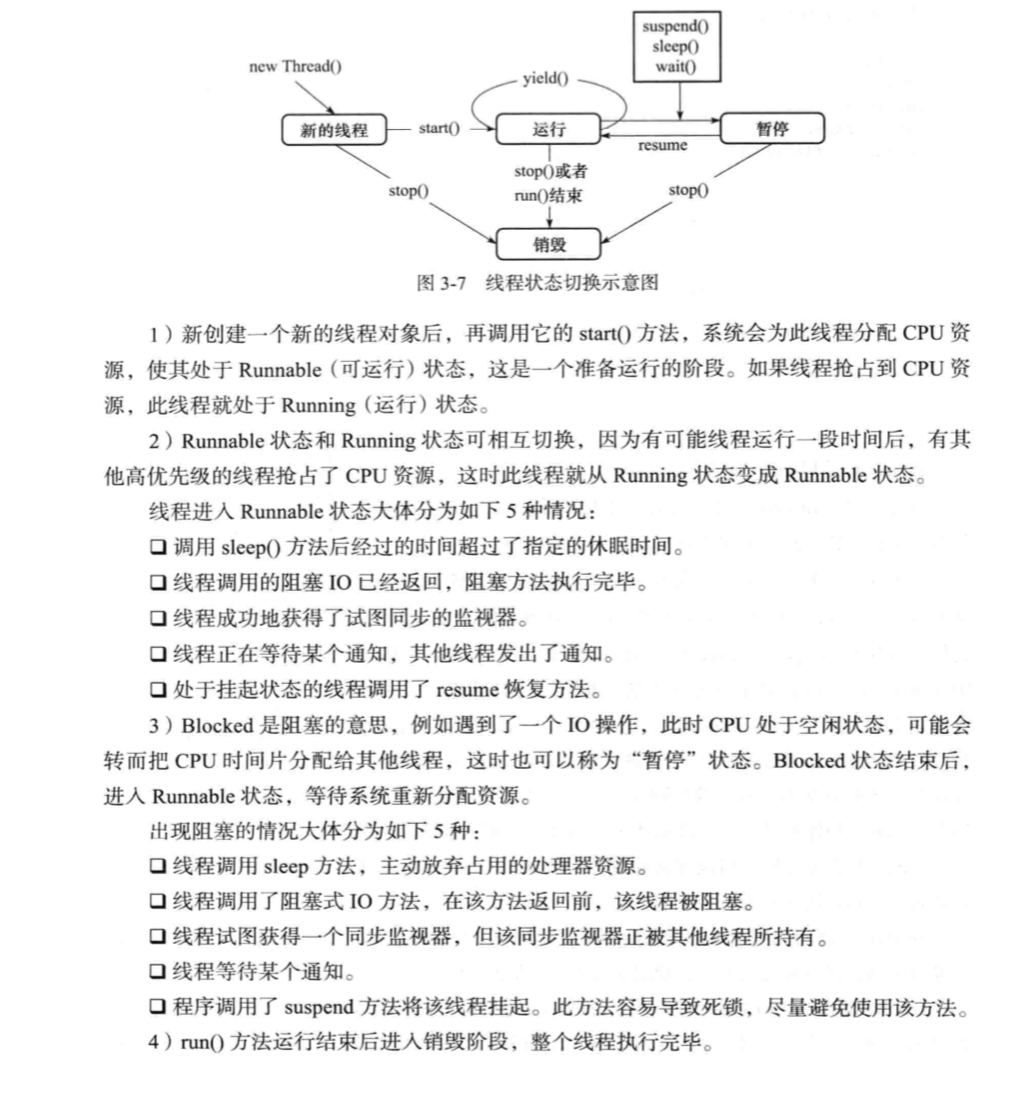 suspend()
sleep()
wait()
new Thread()
yield()
新的线程
start()
运行
暂停
resume
stop()
stop()或者
run()结束
stop()
销毁
图 3-7 线程状态切换示意图
1）新创建一个新的线程对象后，再调用它的 start() 方法，系统会为此线程分配 CPU 资
源，使其处于 Runnable（可运行）状态，这是一个准备运行的阶段。如果线程抢占到 CPU 资
源，此线程就处于 Running（运行）状态。
2）Runnable 状态和 Running 状态可相互切换，因为有可能线程运行一段时间后，有其
他高优先级的线程抢占了 CPU 资源，这时此线程就从 Running 状态变成 Runnable 状态。
线程进入 Runnable 状态大体分为如下 5 种情况：
❑ 调用 sleep() 方法后经过的时间超过了指定的休眠时间。
❑ 线程调用的阻塞 IO 已经返回，阻塞方法执行完毕。
❑ 线程成功地获得了试图同步的监视器。
❑ 线程正在等待某个通知，其他线程发出了通知。
❑ 处于挂起状态的线程调用了 resume 恢复方法。
3）Blocked 是阻塞的意思，例如遇到了一个 IO 操作，此时 CPU 处于空闲状态，可能会
转而把 CPU 时间片分配给其他线程，这时也可以称为“暂停”状态。Blocked 状态结束后，
进入 Runnable 状态，等待系统重新分配资源。
出现阻塞的情况大体分为如下 5 种：
❑ 线程调用 sleep 方法，主动放弃占用的处理器资源。
❑ 线程调用了阻塞式 IO 方法，在该方法返回前，该线程被阻塞。
❑ 线程试图获得一个同步监视器，但该同步监视器正被其他线程所持有。
❑ 线程等待某个通知。
❑ 程序调用了 suspend 方法将该线程挂起。此方法容易导致死锁，尽量避免使用该方法。
4）run() 方法运行结束后进入销毁阶段，整个线程执行完毕。